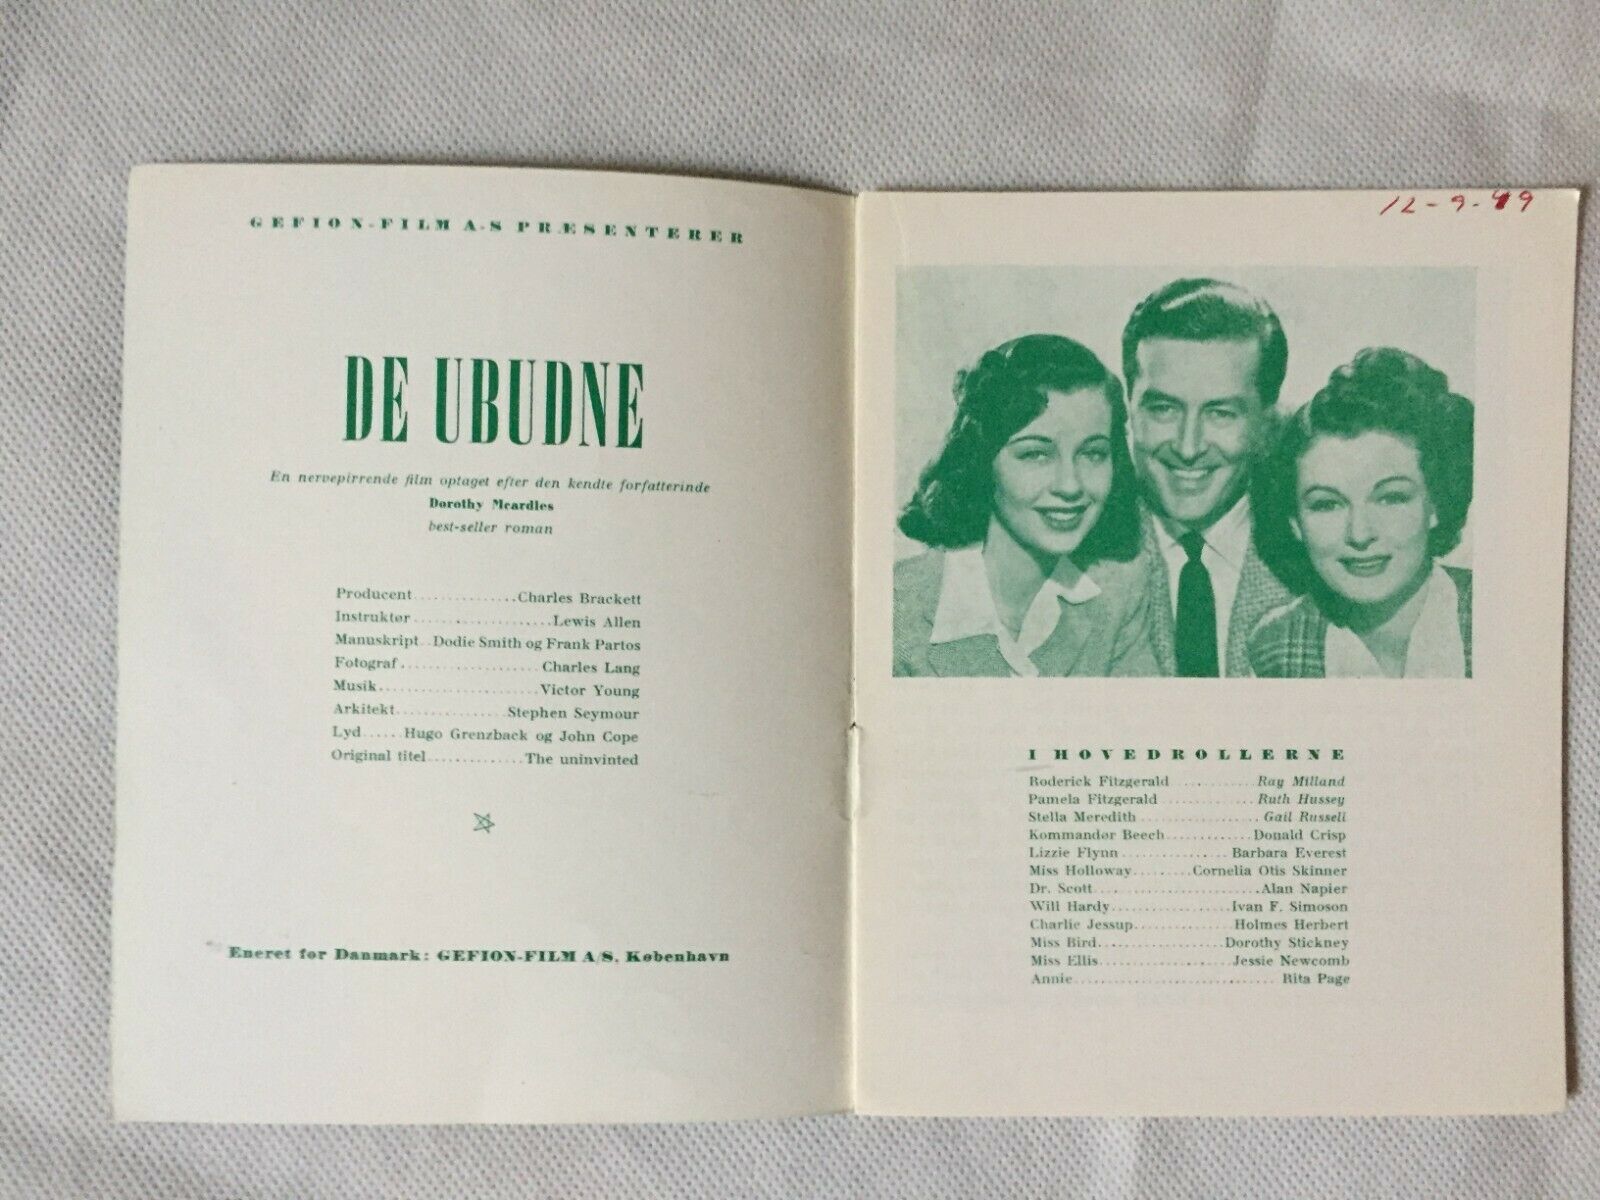 GEFION-FILM A-S PRÆSENTERER
DE UBUDNE
En nervepirrende film optaget efter den kendte forfatterinde
Dorothy Mcardles
best-seller roman
Producent..............Charles Brackett
Instruktør....................Lewis Allen
Manuskript..Dodie Smith og Frank Partos
Fotograf....................Charles Lang
Musik.......................Victor Young
Arkitekt................Stephen Seymour
Lyd......Hugo Grenzback og John Cope
Original titel..............The uninvinted
Eneret for Danmark: GEFION-FILM A/S, København
12-9-49
I HOVEDROLLERNE
Roderick Fitzgerald ...........Ray Milland
Pamela Fitzgerald ..............Ruth Hussey
Stella Meredith ..................Gail Russell
Kommandør Beech.............Donald Crisp
Lizzie Flynn................Barbara Everest
Miss Holloway.........Cornelia Otis Skinner
Dr. Scott.........................Alan Napier
Will Hardy..................Ivan F. Simoson
Charlie Jessup...............Holmes Herbert
Miss Bird...................Dorothy Stickney
Miss Ellis....................Jessie Newcomb
Annie..............................Rita Page